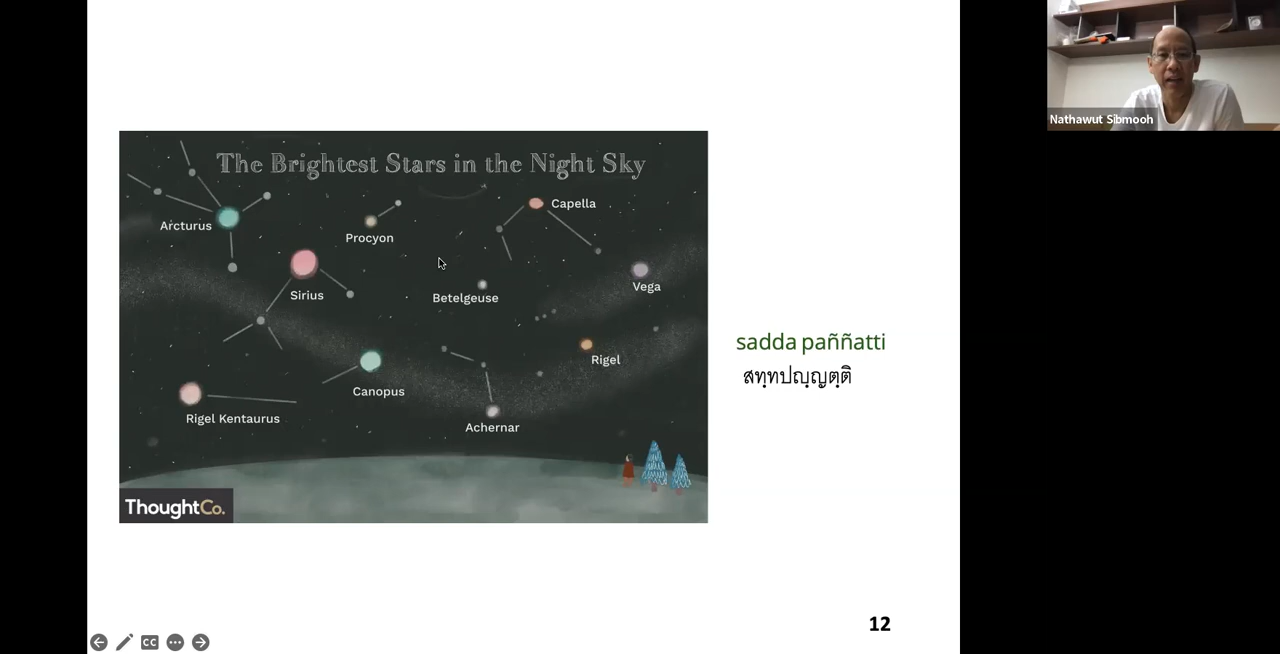 The Brightest Stars in the Night Sky
Capella
Arcturus
Procyon
Vega
Sirius
Betelgeuse
Rigel
Canopus
Rigel Kentaurus
Achernar
ThoughtCo.
sadda paññatti
สทฺทปญฺญตฺติ
12
CC
Nathawut Sibmooh